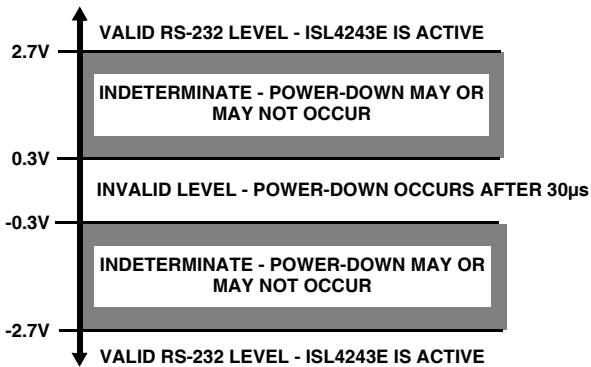 VALID RS-232 LEVEL - ISL4243E IS ACTIVE
2.7V
INDETERMINATE - POWER-DOWN MAY OR
MAY NOT OCCUR
0.3V
INVALID LEVEL - POWER-DOWN OCCURS AFTER 30µs
-0.3V
INDETERMINATE - POWER-DOWN MAY OR
MAY NOT OCCUR
-2.7V
VALID RS-232 LEVEL - ISL4243E IS ACTIVE